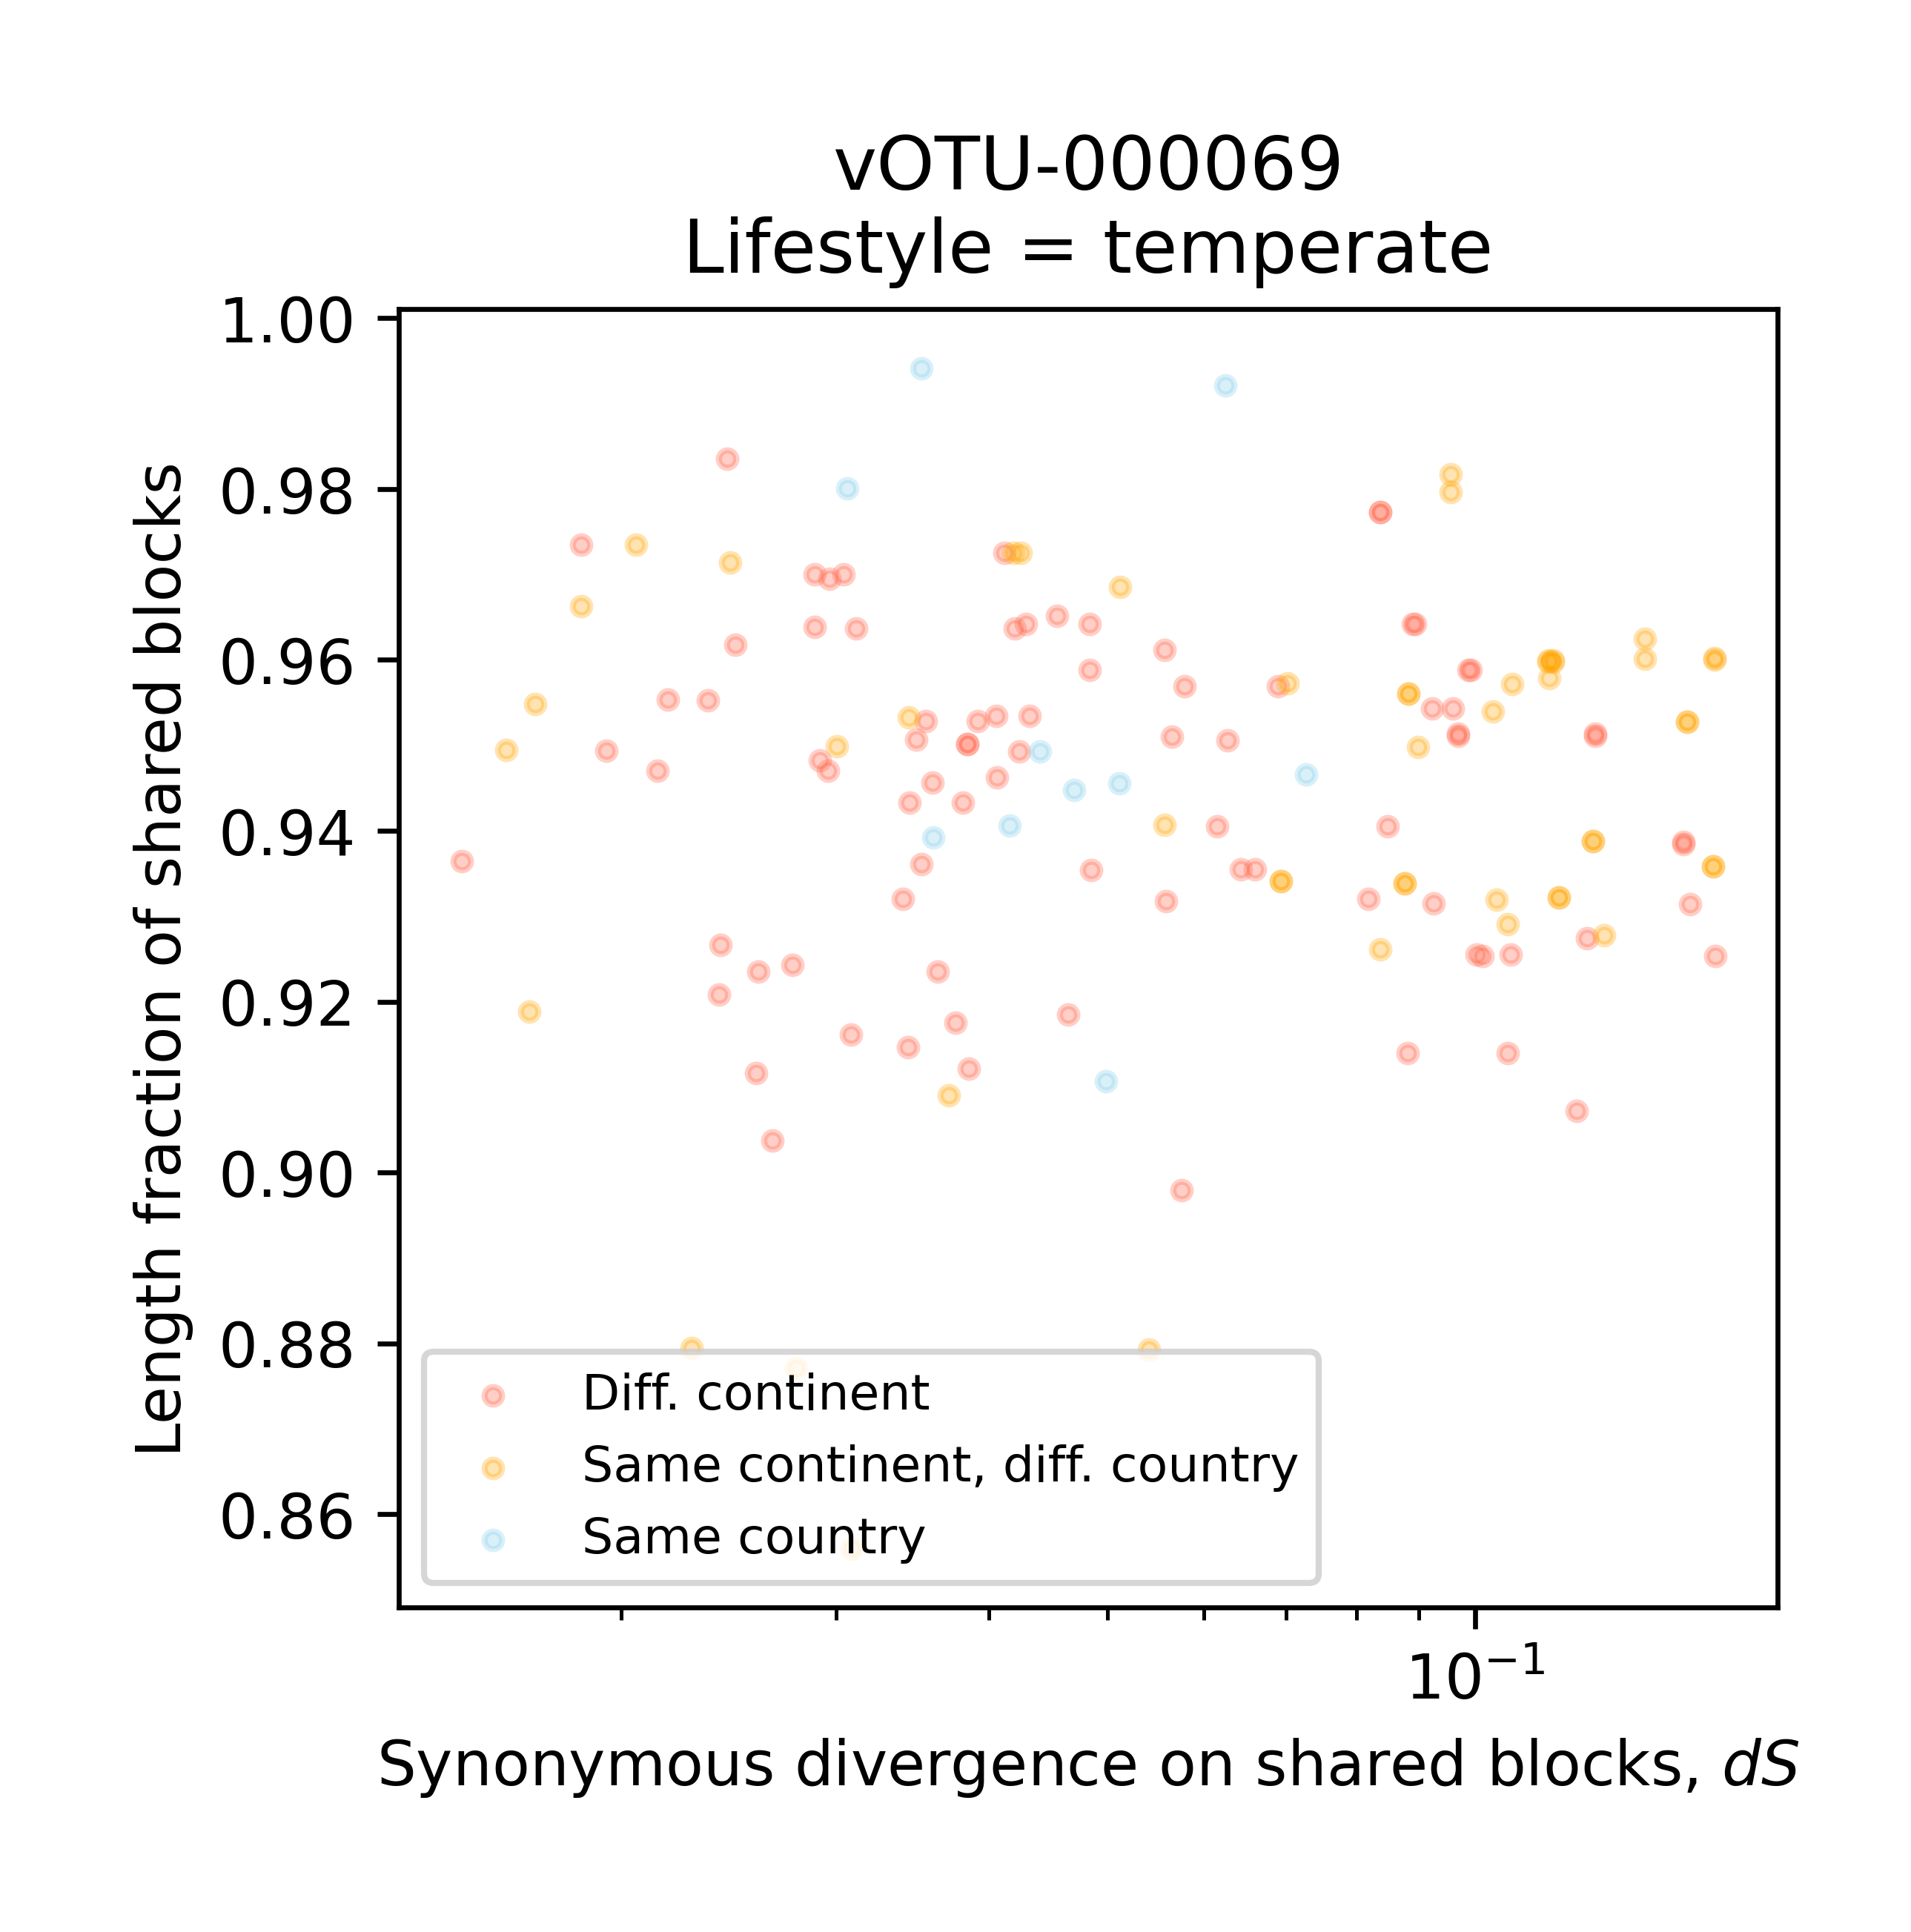 vOTU-000069
Lifestyle = temperate
Length fraction of shared blocks
1.00
0.98
0.96
0.94
0.92
0.90
0.88
0.86
Diff. continent
Same continent, diff. country
Same country
10⁻¹
Synonymous divergence on shared blocks, dS